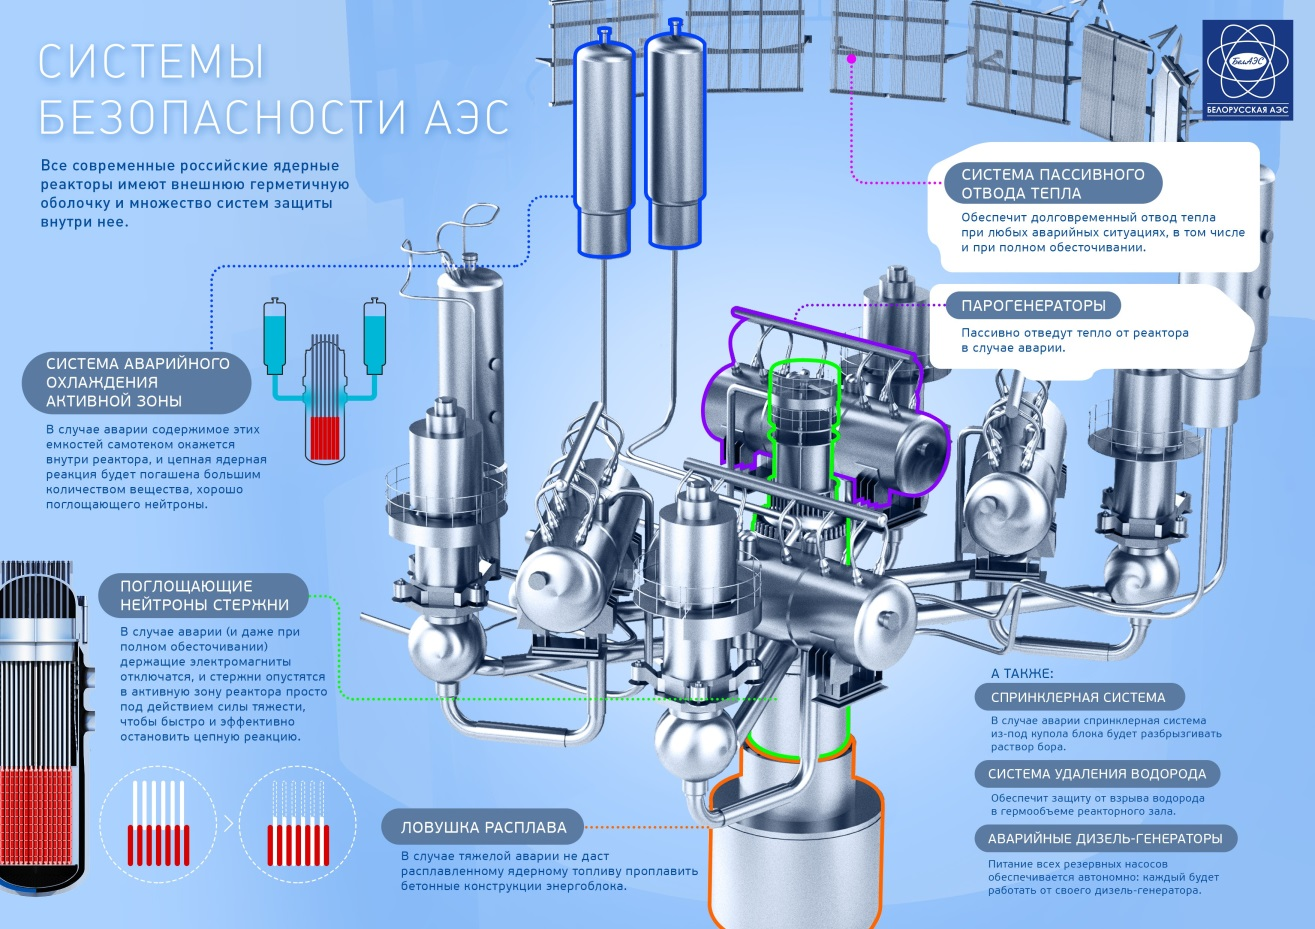 СИСТЕМЫ
БЕЗОПАСНОСТИ АЭС
Все современные российские ядерные
реакторы имеют внешнюю герметичную
оболочку и множество систем защиты
внутри нее.
БелАЭС
БЕЛОРУССКАЯ АЭС
СИСТЕМА ПАССИВНОГО
ОТВОДА ТЕПЛА
Обеспечит долговременный отвод тепла
при любых аварийных ситуациях, в том числе
и при полном обесточивании.
ПАРОГЕНЕРАТОРЫ
Пассивно отведут тепло от реактора
в случае аварии.
СИСТЕМА АВАРИЙНОГО
ОХЛАЖДЕНИЯ
АКТИВНОЙ ЗОНЫ
В случае аварии содержимое этих
емкостей самотеком окажется
внутри реактора, и цепная ядерная
реакция будет погашена большим
количеством вещества, хорошо
поглощающего нейтроны.
ПОГЛОЩАЮЩИЕ
НЕЙТРОНЫ СТЕРЖНИ
В случае аварии (и даже при
полном обесточивании)
держащие электромагниты
отключатся, и стержни опустятся
в активную зону реактора просто
под действием силы тяжести,
чтобы быстро и эффективно
остановить цепную реакцию.
ЛОВУШКА РАСПЛАВА
В случае тяжелой аварии не даст
расплавленному ядерному топливу проплавить
бетонные конструкции энергоблока.
А ТАКЖЕ:
СПРИНКЛЕРНАЯ СИСТЕМА
В случае аварии спринклерная система
из-под купола блока будет разбрызгивать
раствор бора.
СИСТЕМА УДАЛЕНИЯ ВОДОРОДА
Обеспечит защиту от взрыва водорода
в гермообъеме реакторного зала.
АВАРИЙНЫЕ ДИЗЕЛЬ-ГЕНЕРАТОРЫ
Питание всех резервных насосов
обеспечивается автономно: каждый будет
работать от своего дизель-генератора.